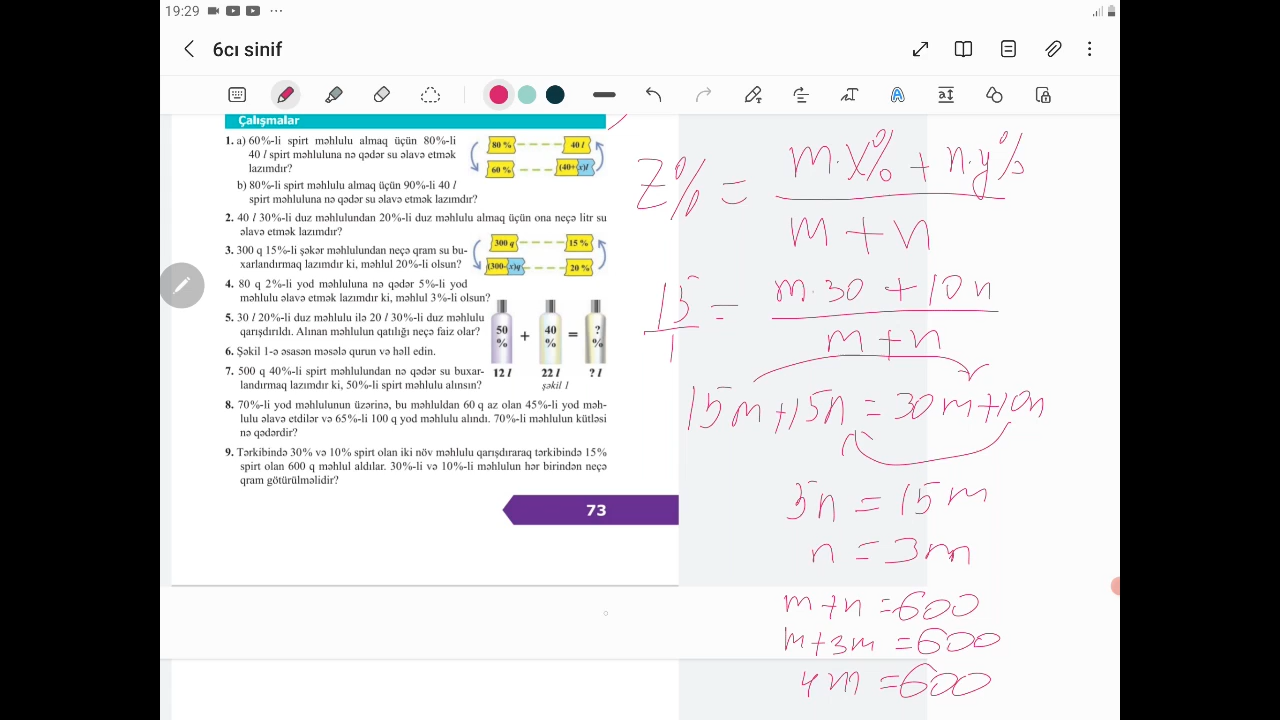 19:29
6cı sinif
Çalışmalar
1. a) 60%-li spirt məhlulu almaq üçün 80%-li
40 l spirt məhluluna nə qədər su əlavə etmək
lazımdır?
80 %
40 l
60 %
(40+x)l
b) 80%-li spirt məhlulu almaq üçün 90%-li 40 l
spirt məhluluna nə qədər su əlavə etmək lazımdır?
2. 40 l 30%-li duz məhlulundan 20%-li duz məhlulu almaq üçün ona neçə litr su
əlavə etmək lazımdır?
3. 300 q 15%-li şəkər məhlulundan neçə qram su bu-
xarlandırmaq lazımdır ki, məhlul 20%-li olsun?
300 q
15 %
(300-x)q
20 %
4. 80 q 2%-li yod məhluluna nə qədər 5%-li yod
məhlulu əlavə etmək lazımdır ki, məhlul 3%-li olsun?
5. 30 l 20%-li duz məhlulu ilə 20 l 30%-li duz məhlulu
qarışdırıldı. Alınan məhlulun qatılığı neçə faiz olar?
6. Şəkil 1-ə əsasən məsələ qurun və həll edin.
7. 500 q 40%-li spirt məhlulundan nə qədər su buxar-
landırmaq lazımdır ki, 50%-li spirt məhlulu alınsın?
50 % + 40 % = ? %
12 l 22 l ? l
şəkil 1
8. 70%-li yod məhlulunun üzərinə, bu məhluldan 60 q az olan 45%-li yod məh-
lulu əlavə etdilər və 65%-li 100 q yod məhlulu alındı. 70%-li məhlulun kütləsi
nə qədərdir?
9. Tərkibində 30% və 10% spirt olan iki növ məhlulu qarışdıraraq tərkibində 15%
spirt olan 600 q məhlul aldılar. 30%-li və 10%-li məhlulun hər birindən neçə
qram götürülməlidir?
73
z% = m·x% + n·y%
m+n
15 = m·30 + 10n
1 m+n
15m+15n = 30m+10n
5n = 15m
n = 3m
m+n = 600
m+3m = 600
4m = 600